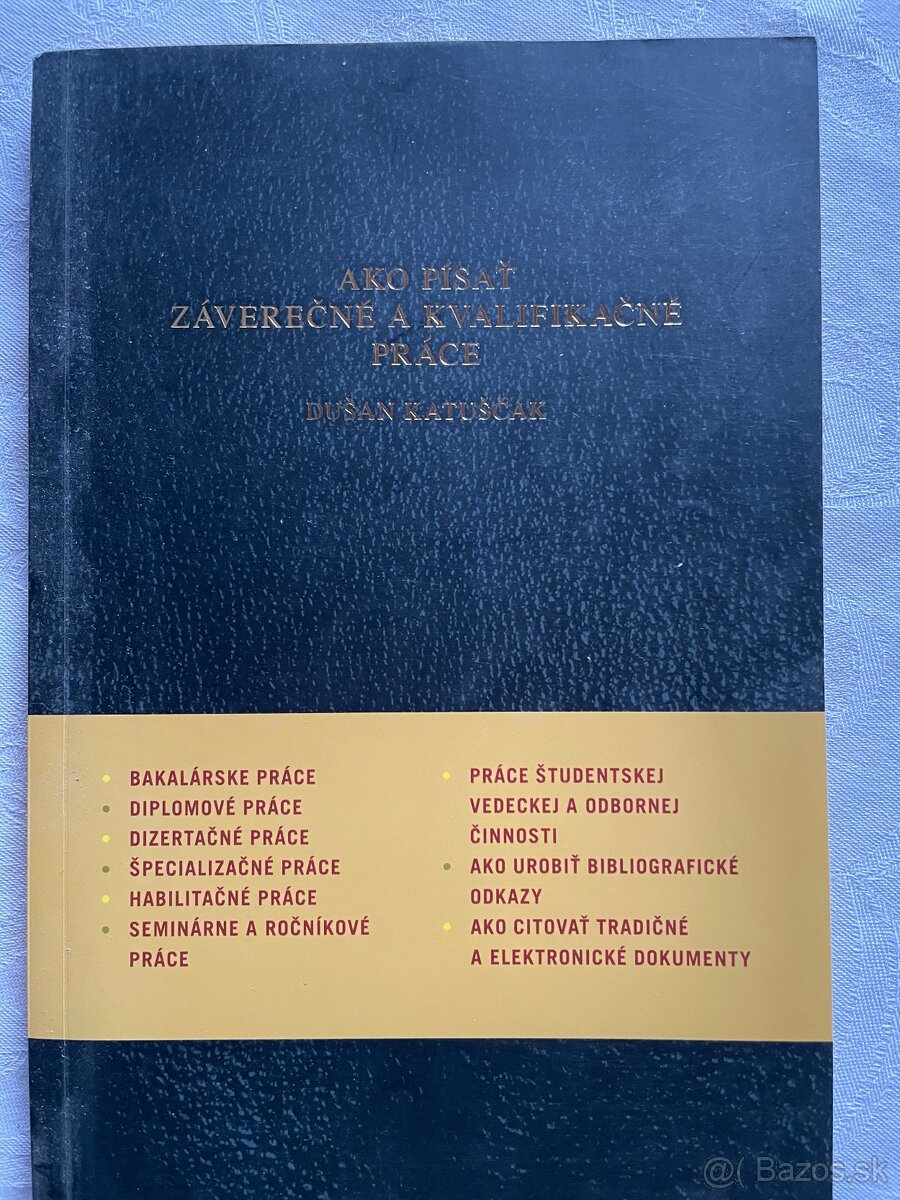 AKO PÍSAŤ
ZÁVEREČNÉ A KVALIFIKAČNÉ
PRÁCE
DUŠAN KATUŠČÁK
• BAKALÁRSKE PRÁCE
• DIPLOMOVÉ PRÁCE
• DIZERTAČNÉ PRÁCE
• ŠPECIALIZAČNÉ PRÁCE
• HABILITAČNÉ PRÁCE
• SEMINÁRNE A ROČNÍKOVÉ
PRÁCE
• PRÁCE ŠTUDENTSKEJ
VEDECKEJ A ODBORNEJ
ČINNOSTI
• AKO UROBIŤ BIBLIOGRAFICKÉ
ODKAZY
• AKO CITOVAŤ TRADIČNÉ
A ELEKTRONICKÉ DOKUMENTY
@( Bazos.sk